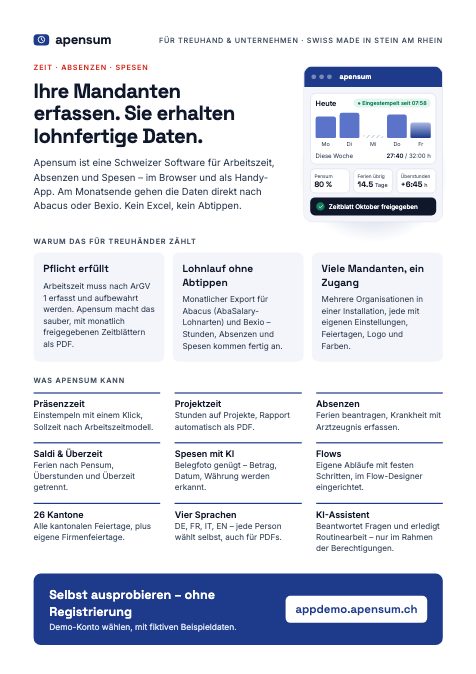 apensum
FÜR TREUHAND & UNTERNEHMEN · SWISS MADE IN STEIN AM RHEIN
ZEIT · ABSENZEN · SPESEN
Ihre Mandanten
erfassen. Sie erhalten
lohnfertige Daten.
Apensum ist eine Schweizer Software für Arbeitszeit,
Absenzen und Spesen – im Browser und als Handy-
App. Am Monatsende gehen die Daten direkt nach
Abacus oder Bexio. Kein Excel, kein Abtippen.
apensum
Heute
Eingestempelt seit 07:58
Mo Di Mi Do Fr
Diese Woche 27:40 / 32:00 h
Pensum
80 %
Ferien übrig
14.5 Tage
Überstunden
+6:45 h
Zeitblatt Oktober freigegeben
WARUM DAS FÜR TREUHÄNDER ZÄHLT
Pflicht erfüllt
Arbeitszeit muss nach ArGV
1 erfasst und aufbewahrt
werden. Apensum macht das
sauber, mit monatlich
freigegebenen Zeitblättern
als PDF.
Lohnlauf ohne
Abtippen
Monatlicher Export für
Abacus (AbaSalary-
Lohnarten) und Bexio –
Stunden, Absenzen und
Spesen kommen fertig an.
Viele Mandanten, ein
Zugang
Mehrere Organisationen in
einer Installation, jede mit
eigenen Einstellungen,
Feiertagen, Logo und
Farben.
WAS APENSUM KANN
Präsenzzeit
Einstempeln mit einem Klick,
Sollzeit nach Arbeitszeitmodell.
Projektzeit
Stunden auf Projekte, Rapport
automatisch als PDF.
Absenzen
Ferien beantragen, Krankheit mit
Arztzeugnis erfassen.
Saldi & Überzeit
Ferien nach Pensum,
Überstunden und Überzeit
getrennt.
Spesen mit KI
Belegfoto genügt – Betrag,
Datum, Währung werden
erkannt.
Flows
Eigene Abläufe mit festen
Schritten, im Flow-Designer
eingerichtet.
26 Kantone
Alle kantonalen Feiertage, plus
eigene Firmenfeiertage.
Vier Sprachen
DE, FR, IT, EN – jede Person
wählt selbst, auch für PDFs.
KI-Assistent
Beantwortet Fragen und erledigt
Routinearbeit – nur im Rahmen
der Berechtigungen.
Selbst ausprobieren – ohne
Registrierung
Demo-Konto wählen, mit fiktiven Beispieldaten.
appdemo.apensum.ch